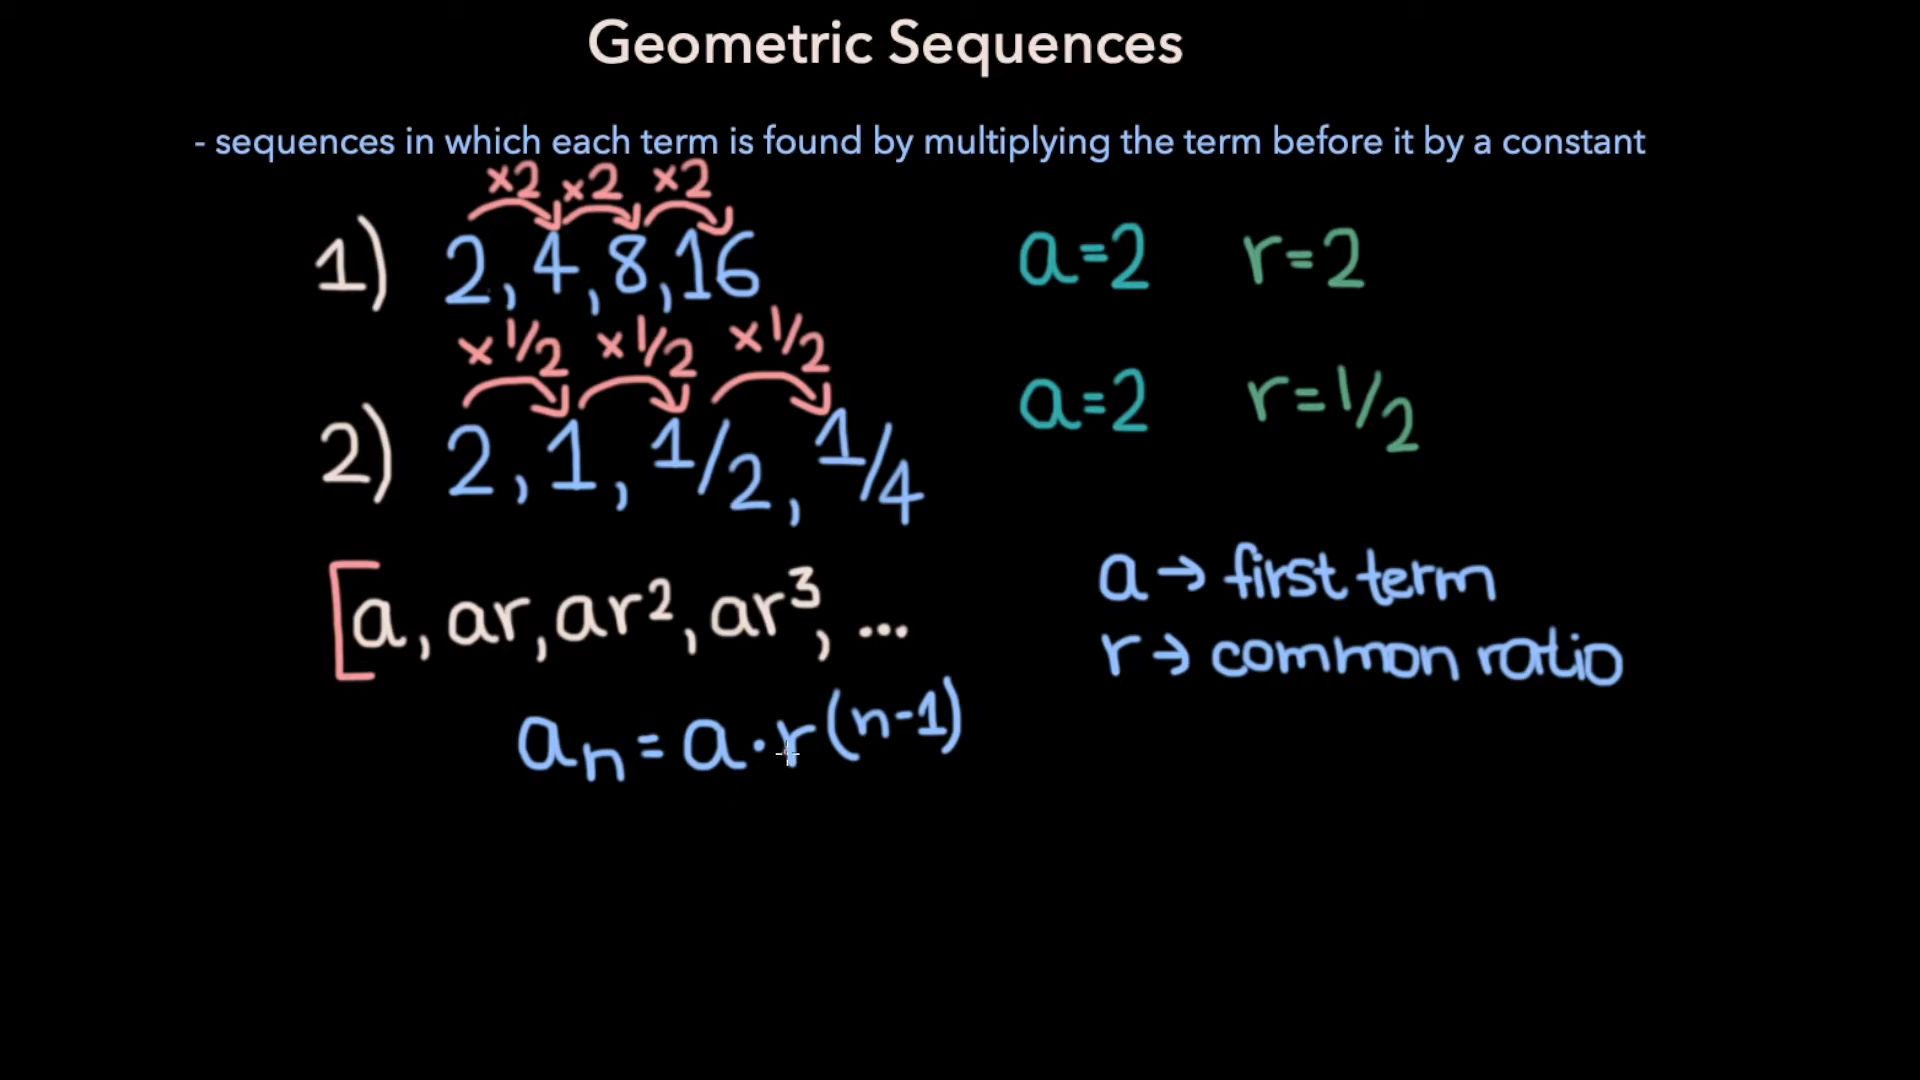 Geometric Sequences
- sequences in which each term is found by multiplying the term before it by a constant
×2 ×2 ×2
1) 2, 4, 8, 16 a=2 r=2
×1/2 ×1/2 ×1/2
2) 2, 1, 1/2, 1/4 a=2 r=1/2
[a, ar, ar², ar³, ... a → first term
r → common ratio
aₙ = a · r⁽ⁿ⁻¹⁾